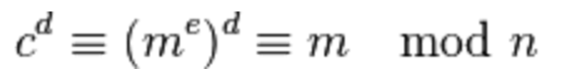 c^d ≡ (m^e)^d ≡ m mod n